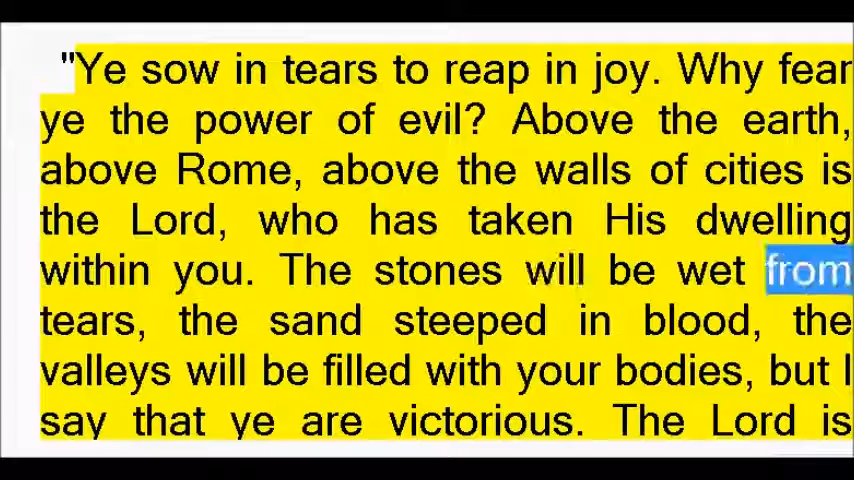 "Ye sow in tears to reap in joy. Why fear
ye the power of evil? Above the earth,
above Rome, above the walls of cities is
the Lord, who has taken His dwelling
within you. The stones will be wet from
tears, the sand steeped in blood, the
valleys will be filled with your bodies, but I
say that ye are victorious. The Lord is